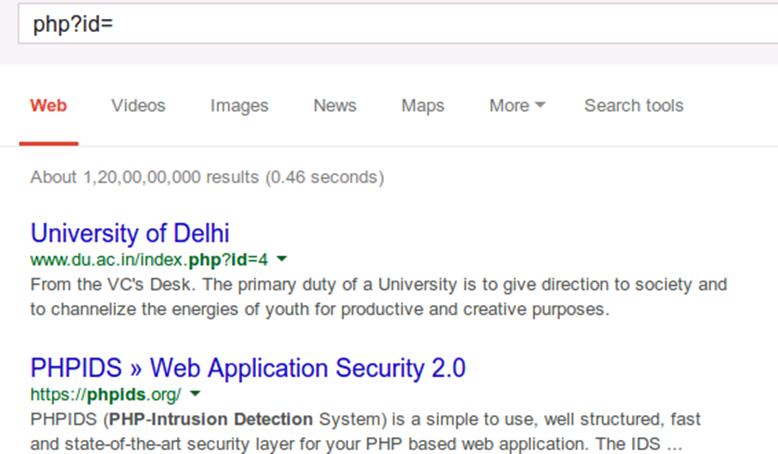 php?id=
Web Videos Images News Maps More Search tools
About 1,20,00,00,000 results (0.46 seconds)
University of Delhi
www.du.ac.in/index.php?id=4
From the VC's Desk. The primary duty of a University is to give direction to society and
to channelize the energies of youth for productive and creative purposes.
PHPIDS » Web Application Security 2.0
https://phpids.org/
PHPIDS (PHP-Intrusion Detection System) is a simple to use, well structured, fast
and state-of-the-art security layer for your PHP based web application. The IDS ...